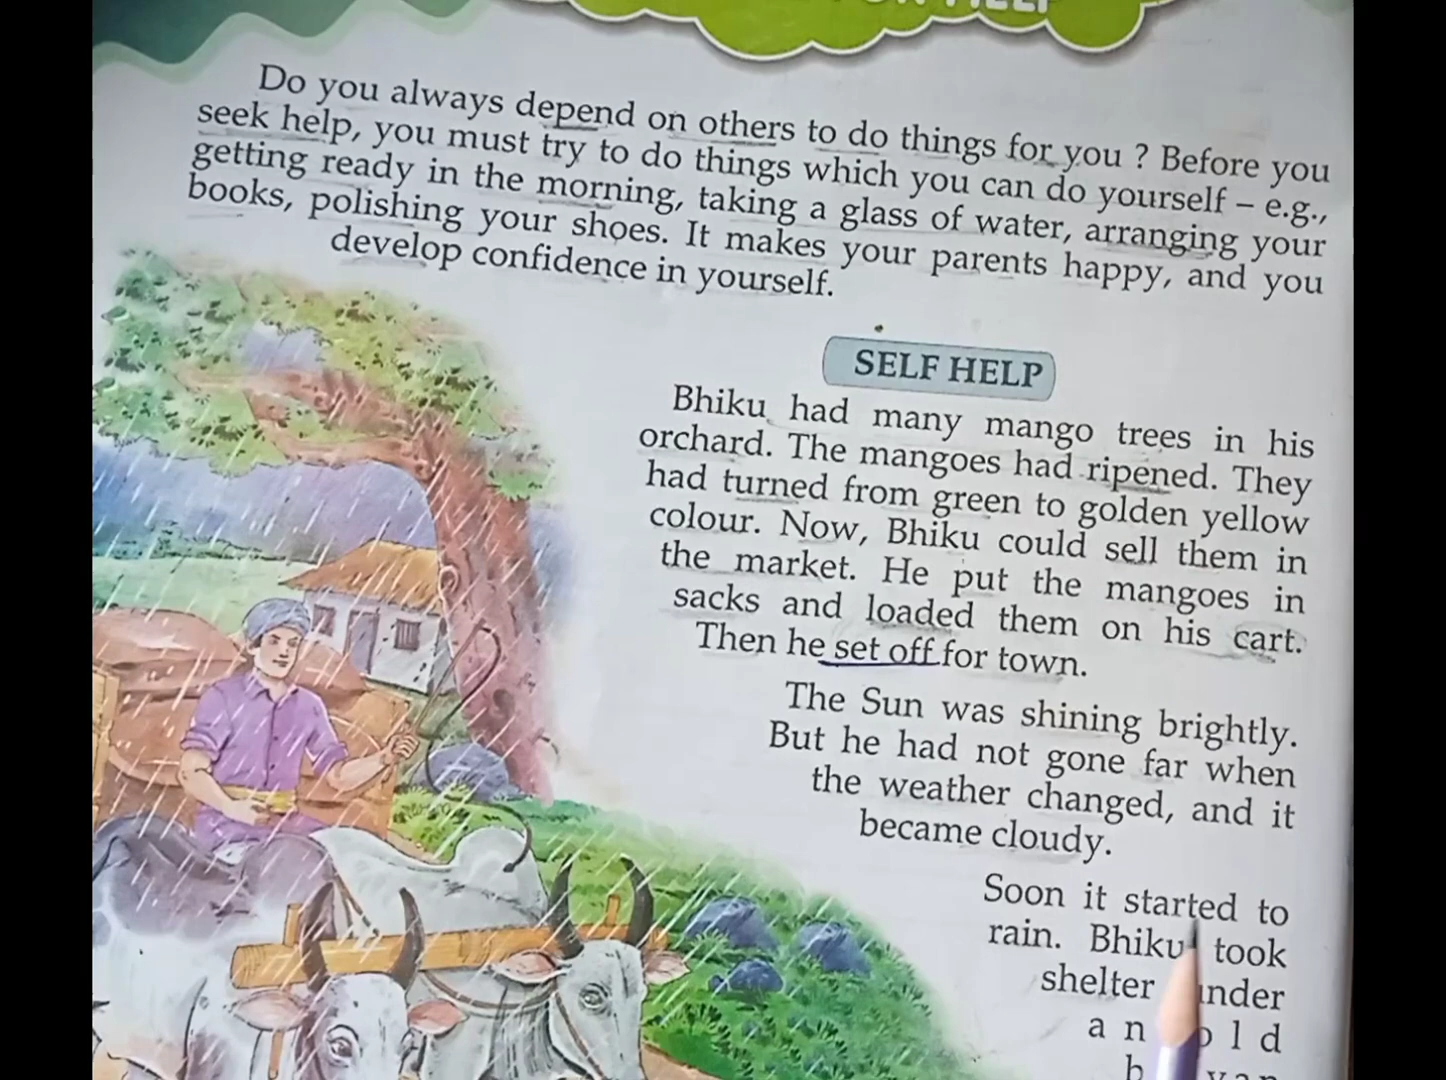 HELP
Do you always depend on others to do things for you ? Before you
seek help, you must try to do things which you can do yourself – e.g.,
getting ready in the morning, taking a glass of water, arranging your
books, polishing your shoes. It makes your parents happy, and you
develop confidence in yourself.
SELF HELP
Bhiku had many mango trees in his
orchard. The mangoes had ripened. They
had turned from green to golden yellow
colour. Now, Bhiku could sell them in
the market. He put the mangoes in
sacks and loaded them on his cart.
Then he set off for town.
The Sun was shining brightly.
But he had not gone far when
the weather changed, and it
became cloudy.
Soon it started to
rain. Bhiku took
shelter under
an old